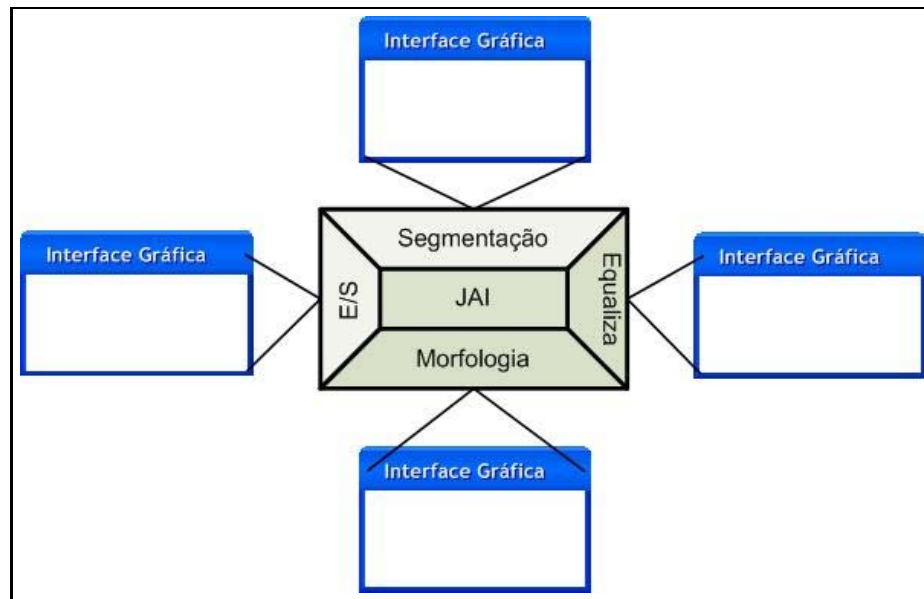 Interface Gráfica
Segmentação
Interface Gráfica
E/S
JAI
Equaliza
Interface Gráfica
Morfologia
Interface Gráfica